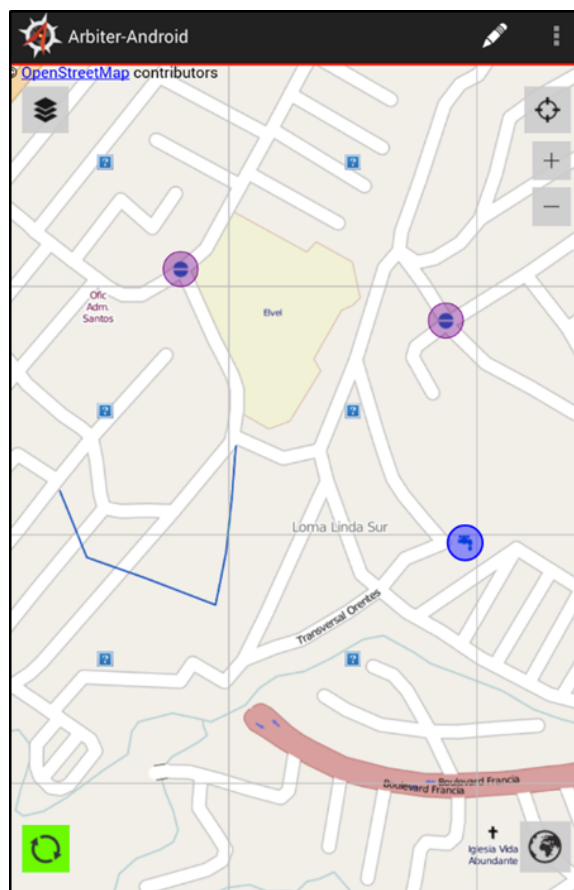 Arbiter-Android
© OpenStreetMap contributors
?
?
Ofic
Adm.
Santos
Elvel
?
?
Loma Linda Sur
Transversal Orentes
?
?
Boulevard Francia
Boulevard Francia
Iglesia Vida
Abundante